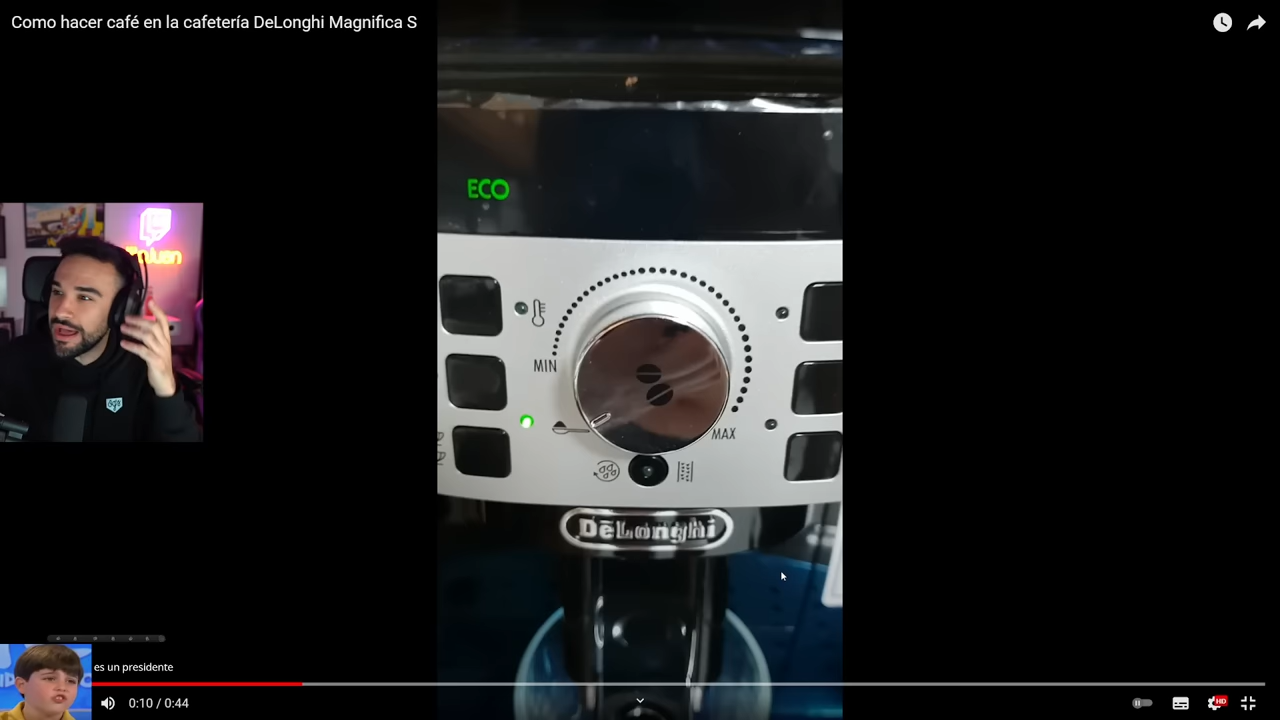 Como hacer café en la cafetería DeLonghi Magnifica S
ECO
MIN
MAX
DeLonghi
es un presidente
0:10 / 0:44
HD